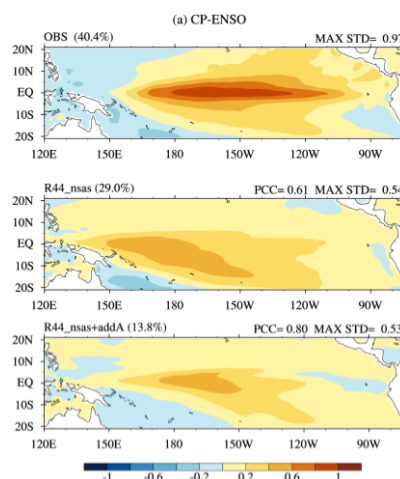 (a) CP-ENSO
OBS (40.4%) MAX STD= 0.97
20N
10N
EQ
10S
20S
120E 150E 180 150W 120W 90W
R44_nsas (29.0%) PCC= 0.61 MAX STD= 0.54
20N
10N
EQ
10S
20S
120E 150E 180 150W 120W 90W
R44_nsas+addA (13.8%) PCC= 0.80 MAX STD= 0.53
20N
10N
EQ
10S
20S
120E 150E 180 150W 120W 90W
-1 -0.6 -0.2 0.2 0.6 1